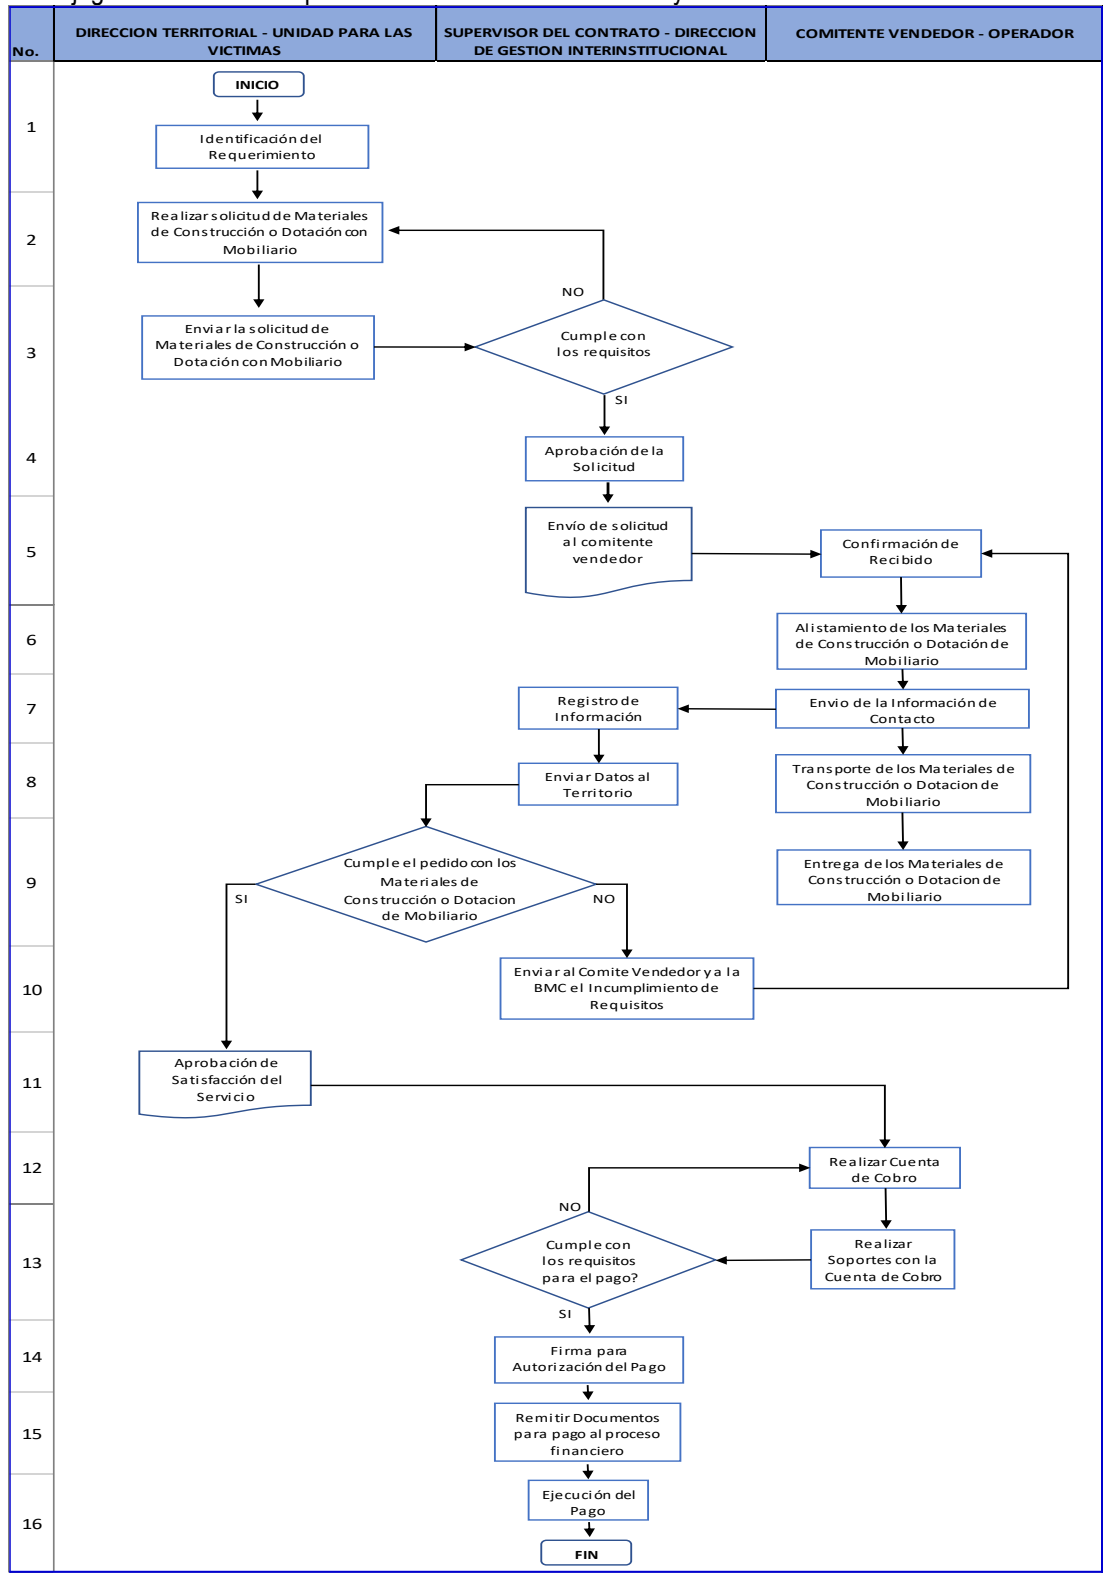 No.
DIRECCION TERRITORIAL - UNIDAD PARA LAS
VICTIMAS
SUPERVISOR DEL CONTRATO - DIRECCION
DE GESTION INTERINSTITUCIONAL
COMITENTE VENDEDOR - OPERADOR
INICIO
1
Identificación del
Requerimiento
2
Realizar solicitud de Materiales
de Construcción o Dotación con
Mobiliario
NO
3
Enviar la solicitud de
Materiales de Construcción o
Dotación con Mobiliario
Cumple con
los requisitos
SI
4
Aprobación de la
Solicitud
5
Envío de solicitud
al comitente
vendedor
Confirmación de
Recibido
6
Alistamiento de los Materiales
de Construcción o Dotación de
Mobiliario
7
Registro de
Información
Envio de la Información de
Contacto
8
Enviar Datos al
Territorio
Transporte de los Materiales de
Construcción o Dotacion de
Mobiliario
9
Cumple el pedido con los
Materiales de
Construcción o Dotacion
de Mobiliario
SI
NO
Entrega de los Materiales de
Construcción o Dotacion de
Mobiliario
10
Enviar al Comite Vendedor y a la
BMC el Incumplimiento de
Requisitos
11
Aprobación de
Satisfacción del
Servicio
12
Realizar Cuenta
de Cobro
NO
13
Cumple con
los requisitos
para el pago?
Realizar
Soportes con la
Cuenta de Cobro
SI
14
Firma para
Autorización del Pago
15
Remitir Documentos
para pago al proceso
financiero
16
Ejecución del
Pago
FIN